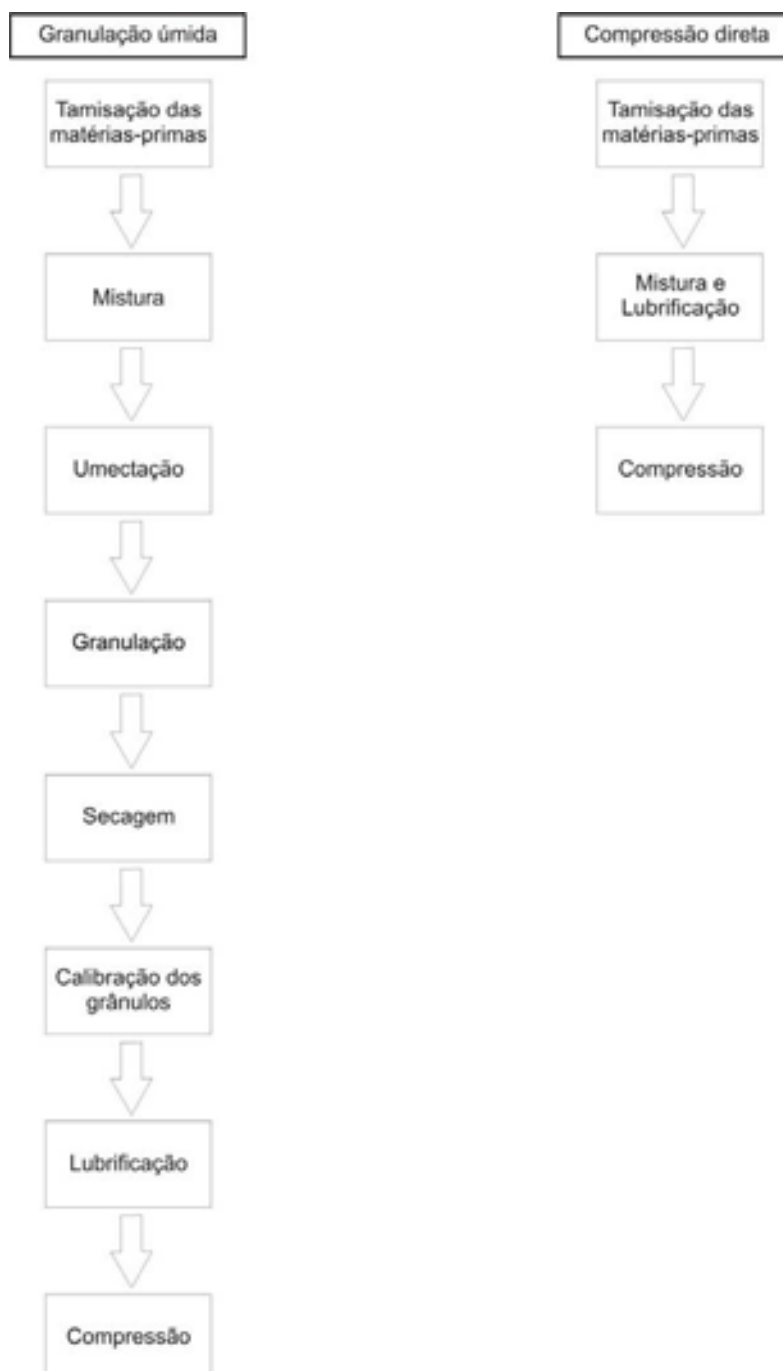 Granulação úmida
Tamisação das
matérias-primas
Mistura
Umectação
Granulação
Secagem
Calibração dos
grânulos
Lubrificação
Compressão
Compressão direta
Tamisação das
matérias-primas
Mistura e
Lubrificação
Compressão